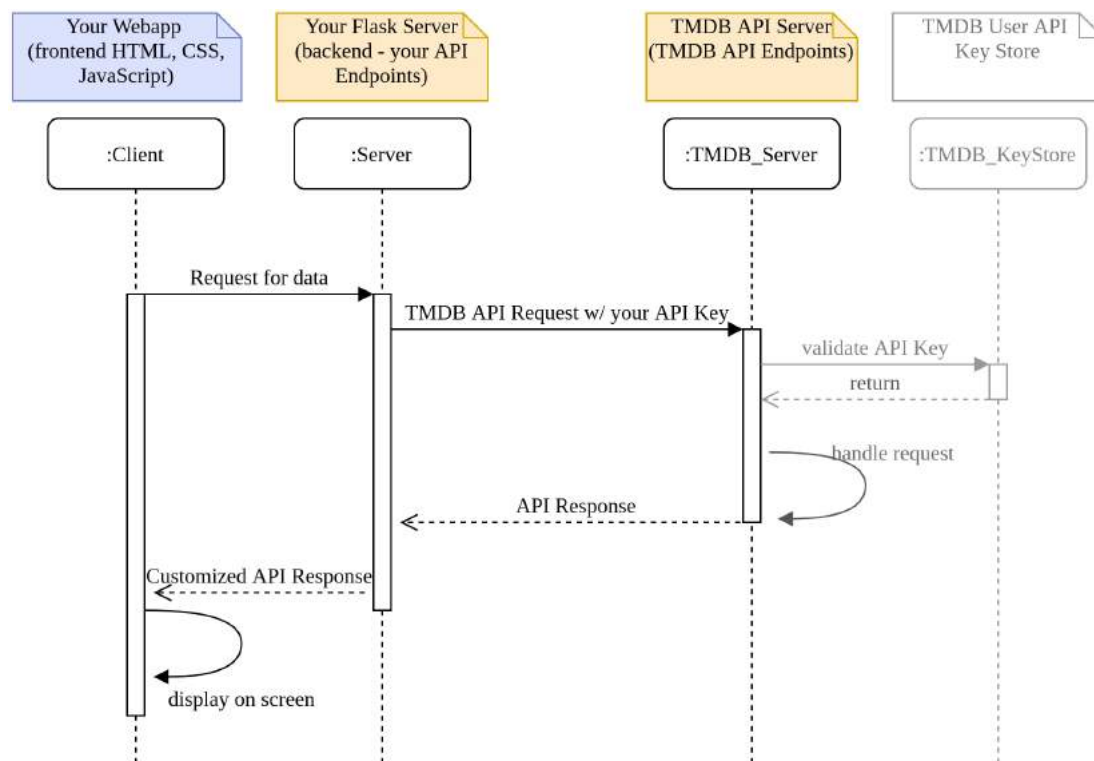 Your Webapp
(frontend HTML, CSS,
JavaScript)
Your Flask Server
(backend - your API
Endpoints)
TMDB API Server
(TMDB API Endpoints)
TMDB User API
Key Store
:Client
:Server
:TMDB_Server
:TMDB_KeyStore
Request for data
TMDB API Request w/ your API Key
validate API Key
return
handle request
API Response
Customized API Response
display on screen